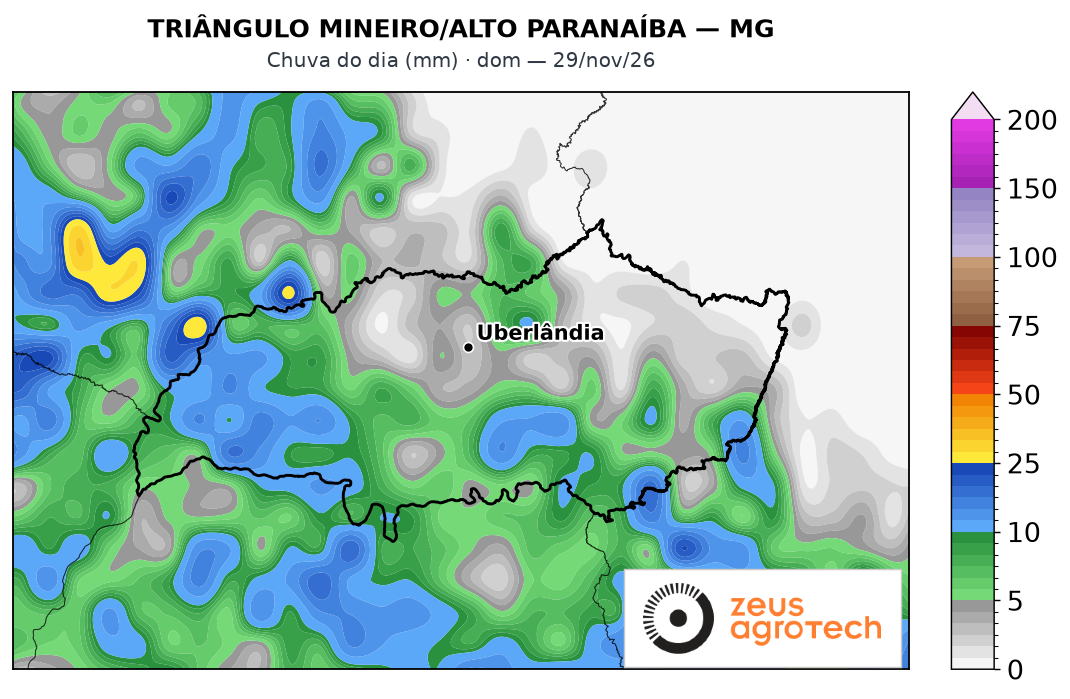 TRIÂNGULO MINEIRO/ALTO PARANAÍBA — MG
Chuva do dia (mm) · dom — 29/nov/26
200
150
100
75
50
25
10
5
0
Uberlândia
zeus
agrotech